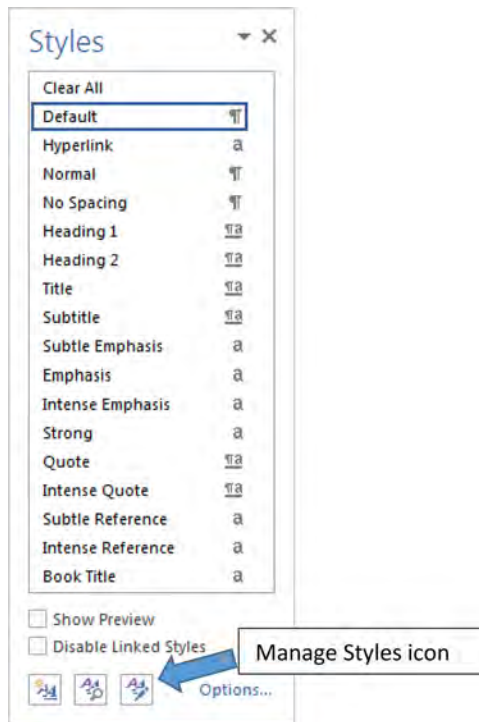 Styles
Clear All
Default ¶
Hyperlink a
Normal ¶
No Spacing ¶
Heading 1 ¶a
Heading 2 ¶a
Title ¶a
Subtitle ¶a
Subtle Emphasis a
Emphasis a
Intense Emphasis a
Strong a
Quote ¶a
Intense Quote ¶a
Subtle Reference a
Intense Reference a
Book Title a
Show Preview
Disable Linked Styles
Manage Styles icon
Options...